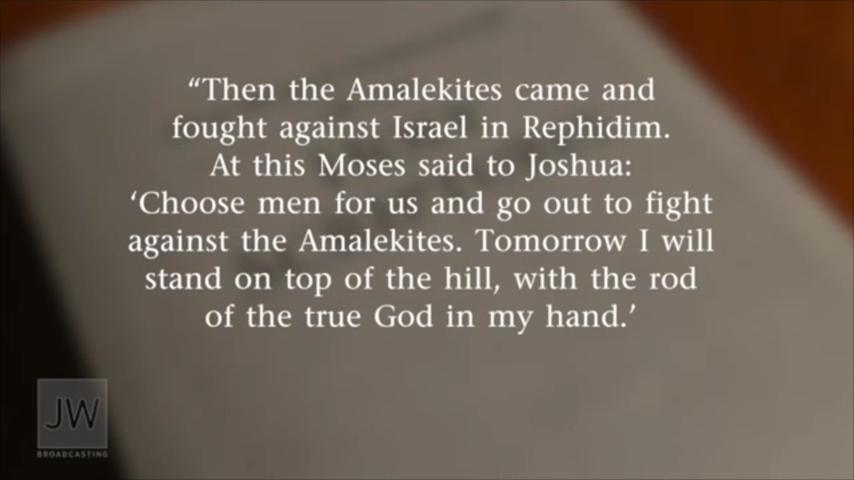 “Then the Amalekites came and
fought against Israel in Rephidim.
At this Moses said to Joshua:
‘Choose men for us and go out to fight
against the Amalekites. Tomorrow I will
stand on top of the hill, with the rod
of the true God in my hand.’
JW
BROADCASTING